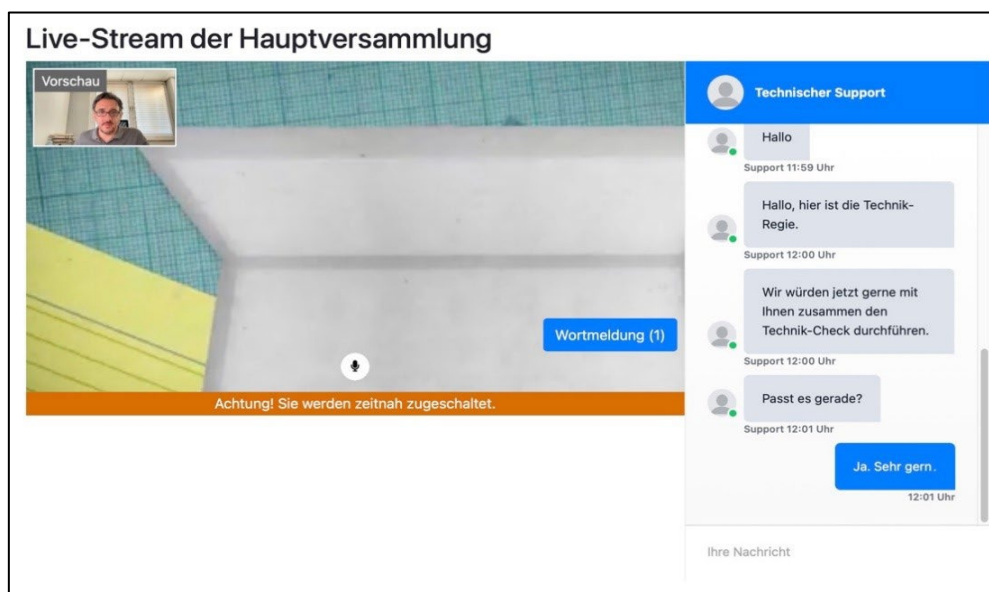 Live-Stream der Hauptversammlung
Vorschau
Wortmeldung (1)
Achtung! Sie werden zeitnah zugeschaltet.
Technischer Support
Hallo
Support 11:59 Uhr
Hallo, hier ist die Technik-
Regie.
Support 12:00 Uhr
Wir würden jetzt gerne mit
Ihnen zusammen den
Technik-Check durchführen.
Support 12:00 Uhr
Passt es gerade?
Support 12:01 Uhr
Ja. Sehr gern.
12:01 Uhr
Ihre Nachricht